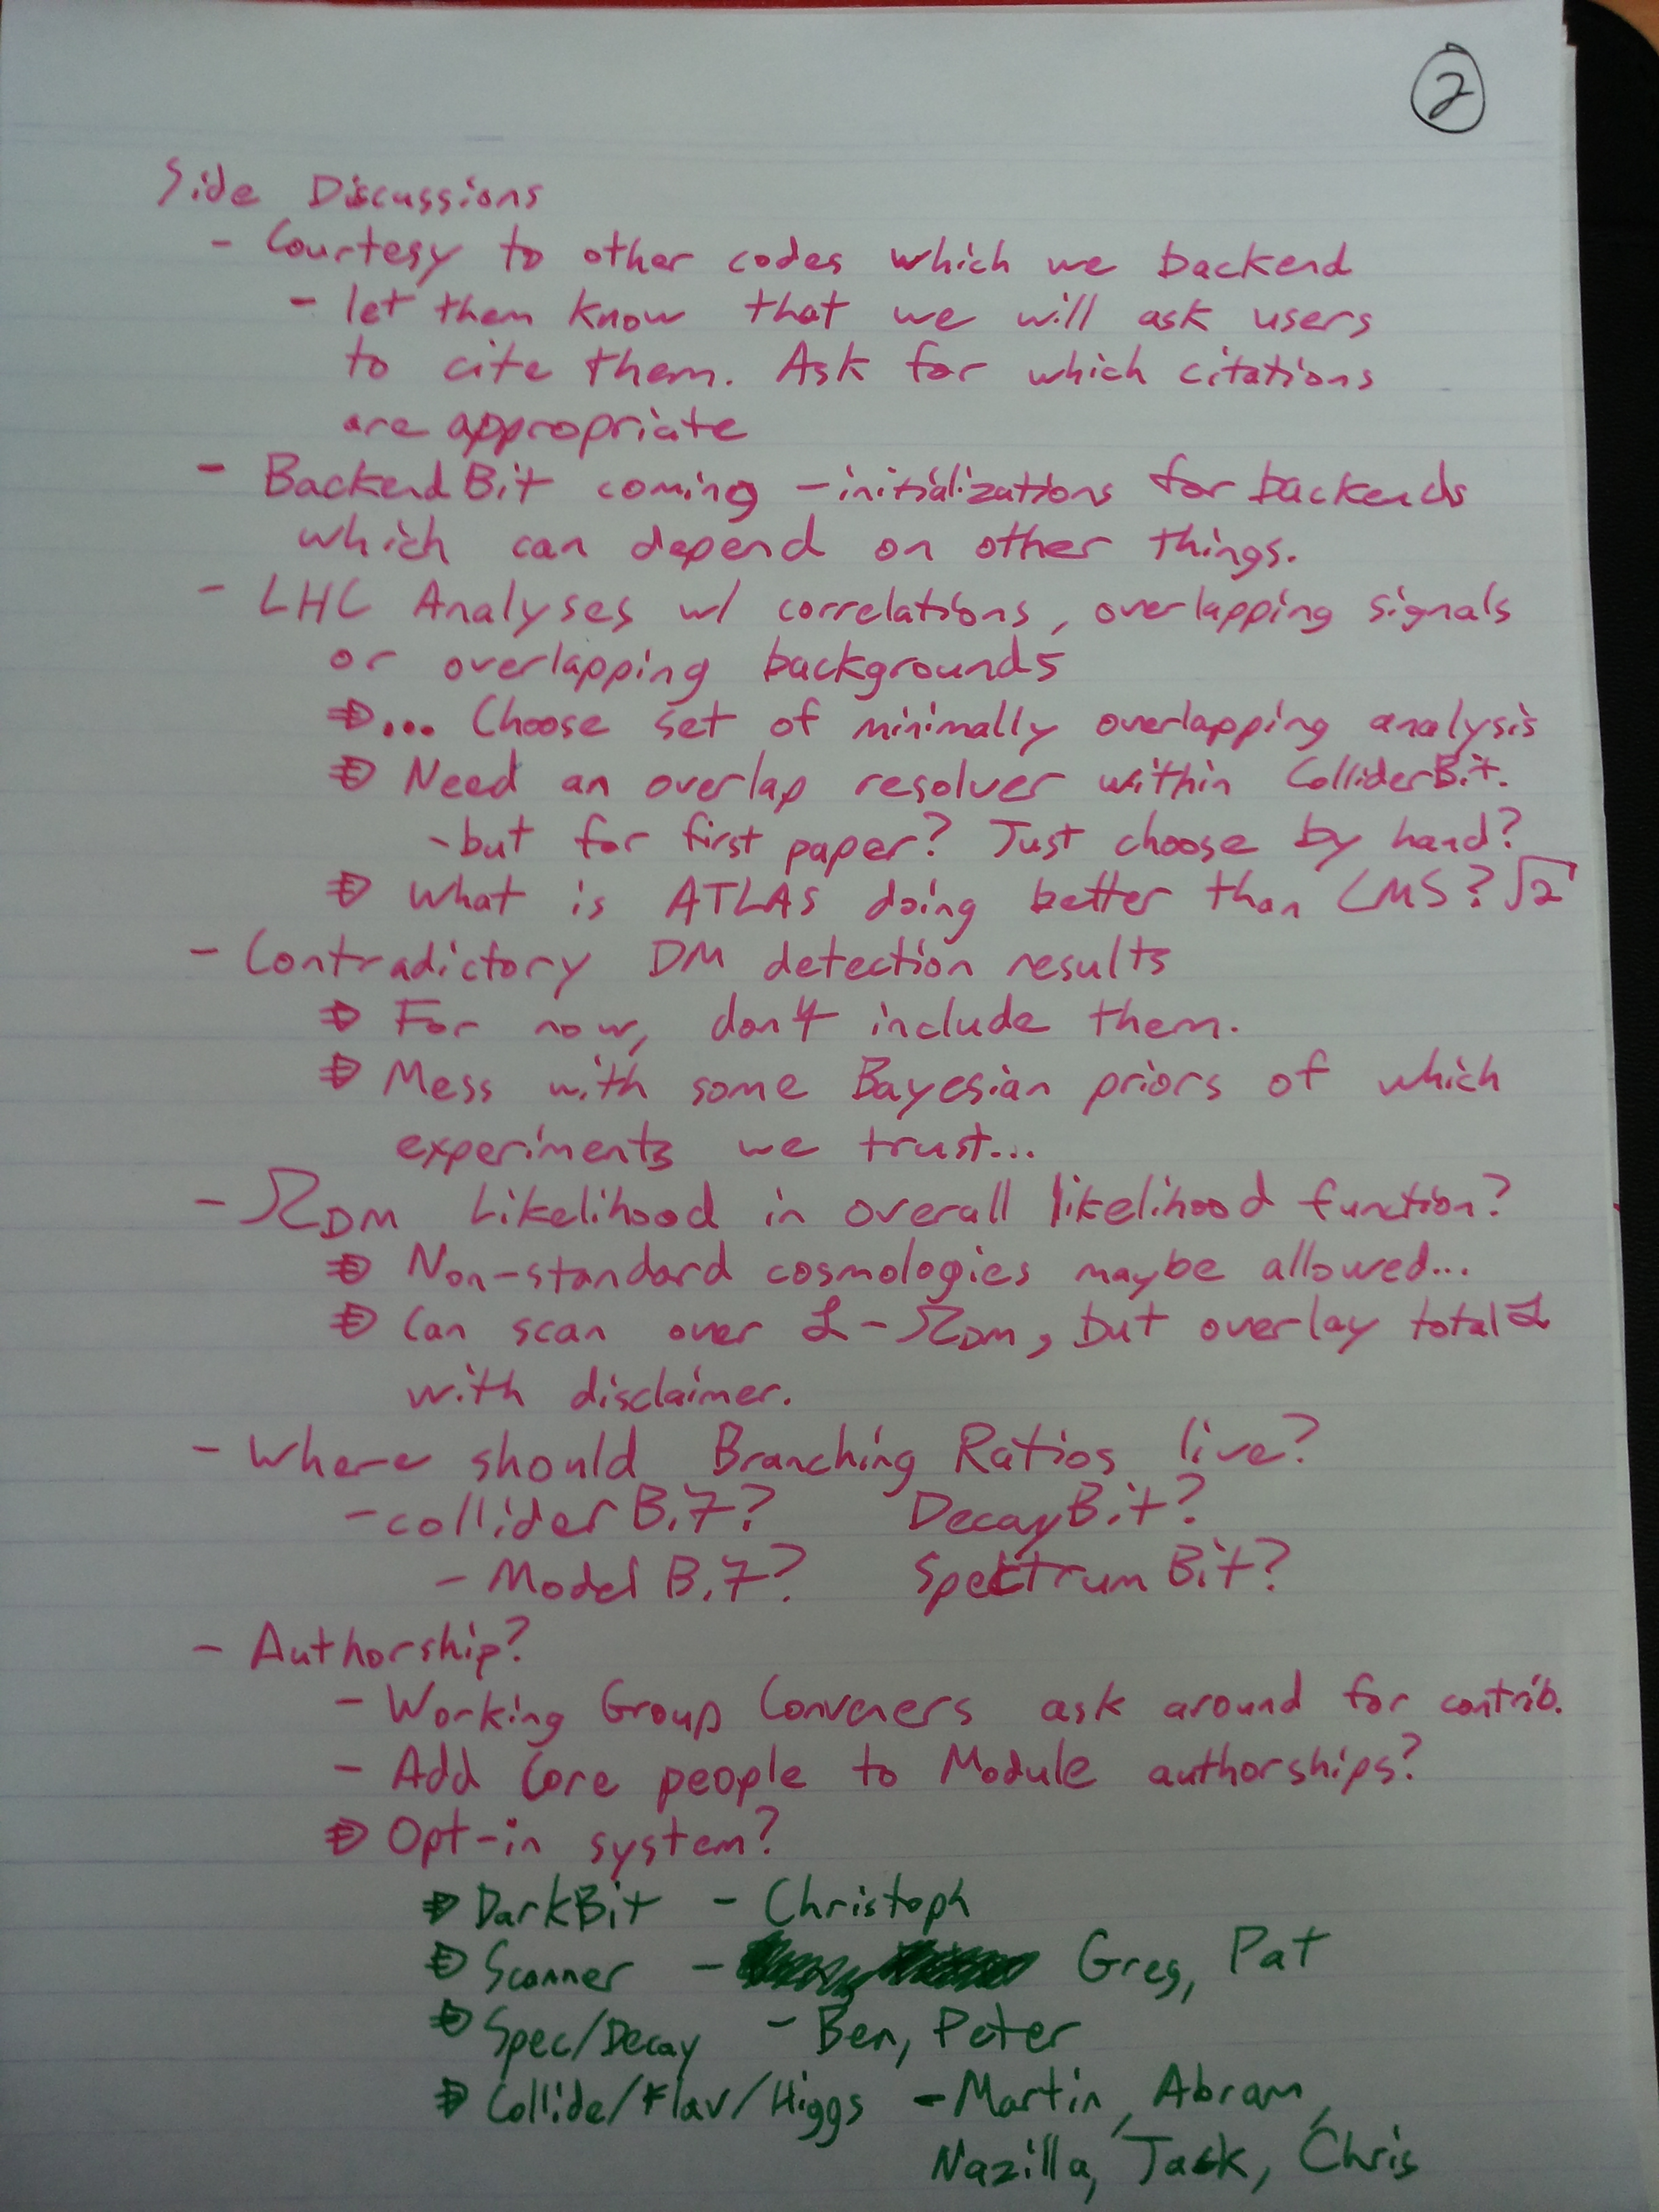 2
Side Discussions
- Courtesy to other codes which we backend
- let them know that we will ask users
to cite them. Ask for which citations
are appropriate
- BackendBit coming - initializations for backends
which can depend on other things.
- LHC Analyses w/ correlations, overlapping signals
or overlapping backgrounds
⇒... Choose set of minimally overlapping analysis
⇒ Need an overlap resolver within ColliderBit.
- but for first paper? Just choose by hand?
⇒ What is ATLAS doing better than CMS? √2
- Contradictory DM detection results
⇒ For now, don't include them.
⇒ Mess with some Bayesian priors of which
experiments we trust...
- Ω_DM Likelihood in overall likelihood function?
⇒ Non-standard cosmologies maybe allowed...
⇒ Can scan over ℒ - Ω_DM, but overlay total ℒ
with disclaimer.
- Where should Branching Ratios live?
- colliderBit? DecayBit?
- ModelBit? SpectrumBit?
- Authorship?
- Working Group Conveners ask around for contrib.
- Add Core people to Module authorships?
⇒ Opt-in system?
⇒ DarkBit - Christoph
⇒ Scanner - Greg, Pat
⇒ Spec/Decay - Ben, Peter
⇒ Collide/Flav/Higgs - Martin, Abram,
Nazilla, Jack, Chris